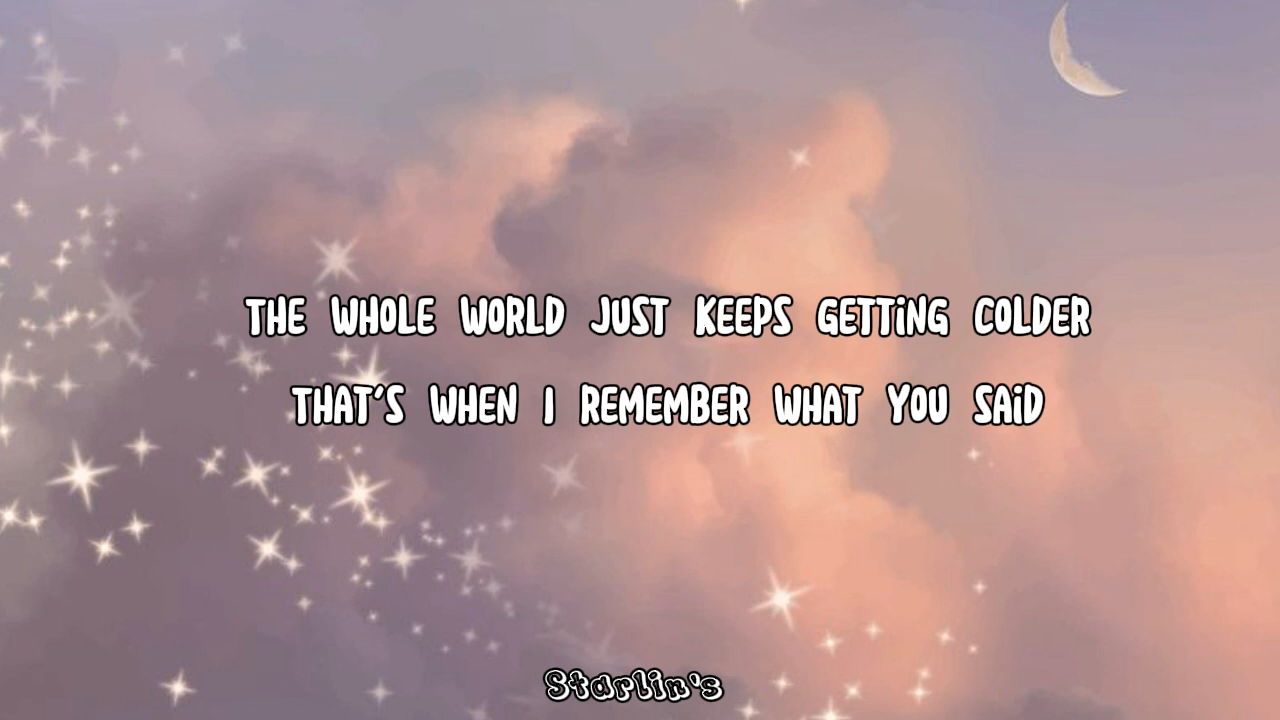 THE WHOLE WORLD JUST KEEPS GETTiNG COLDER
THAT'S WHEN I REMEMBER WHAT YOU SAiD
Starlin's